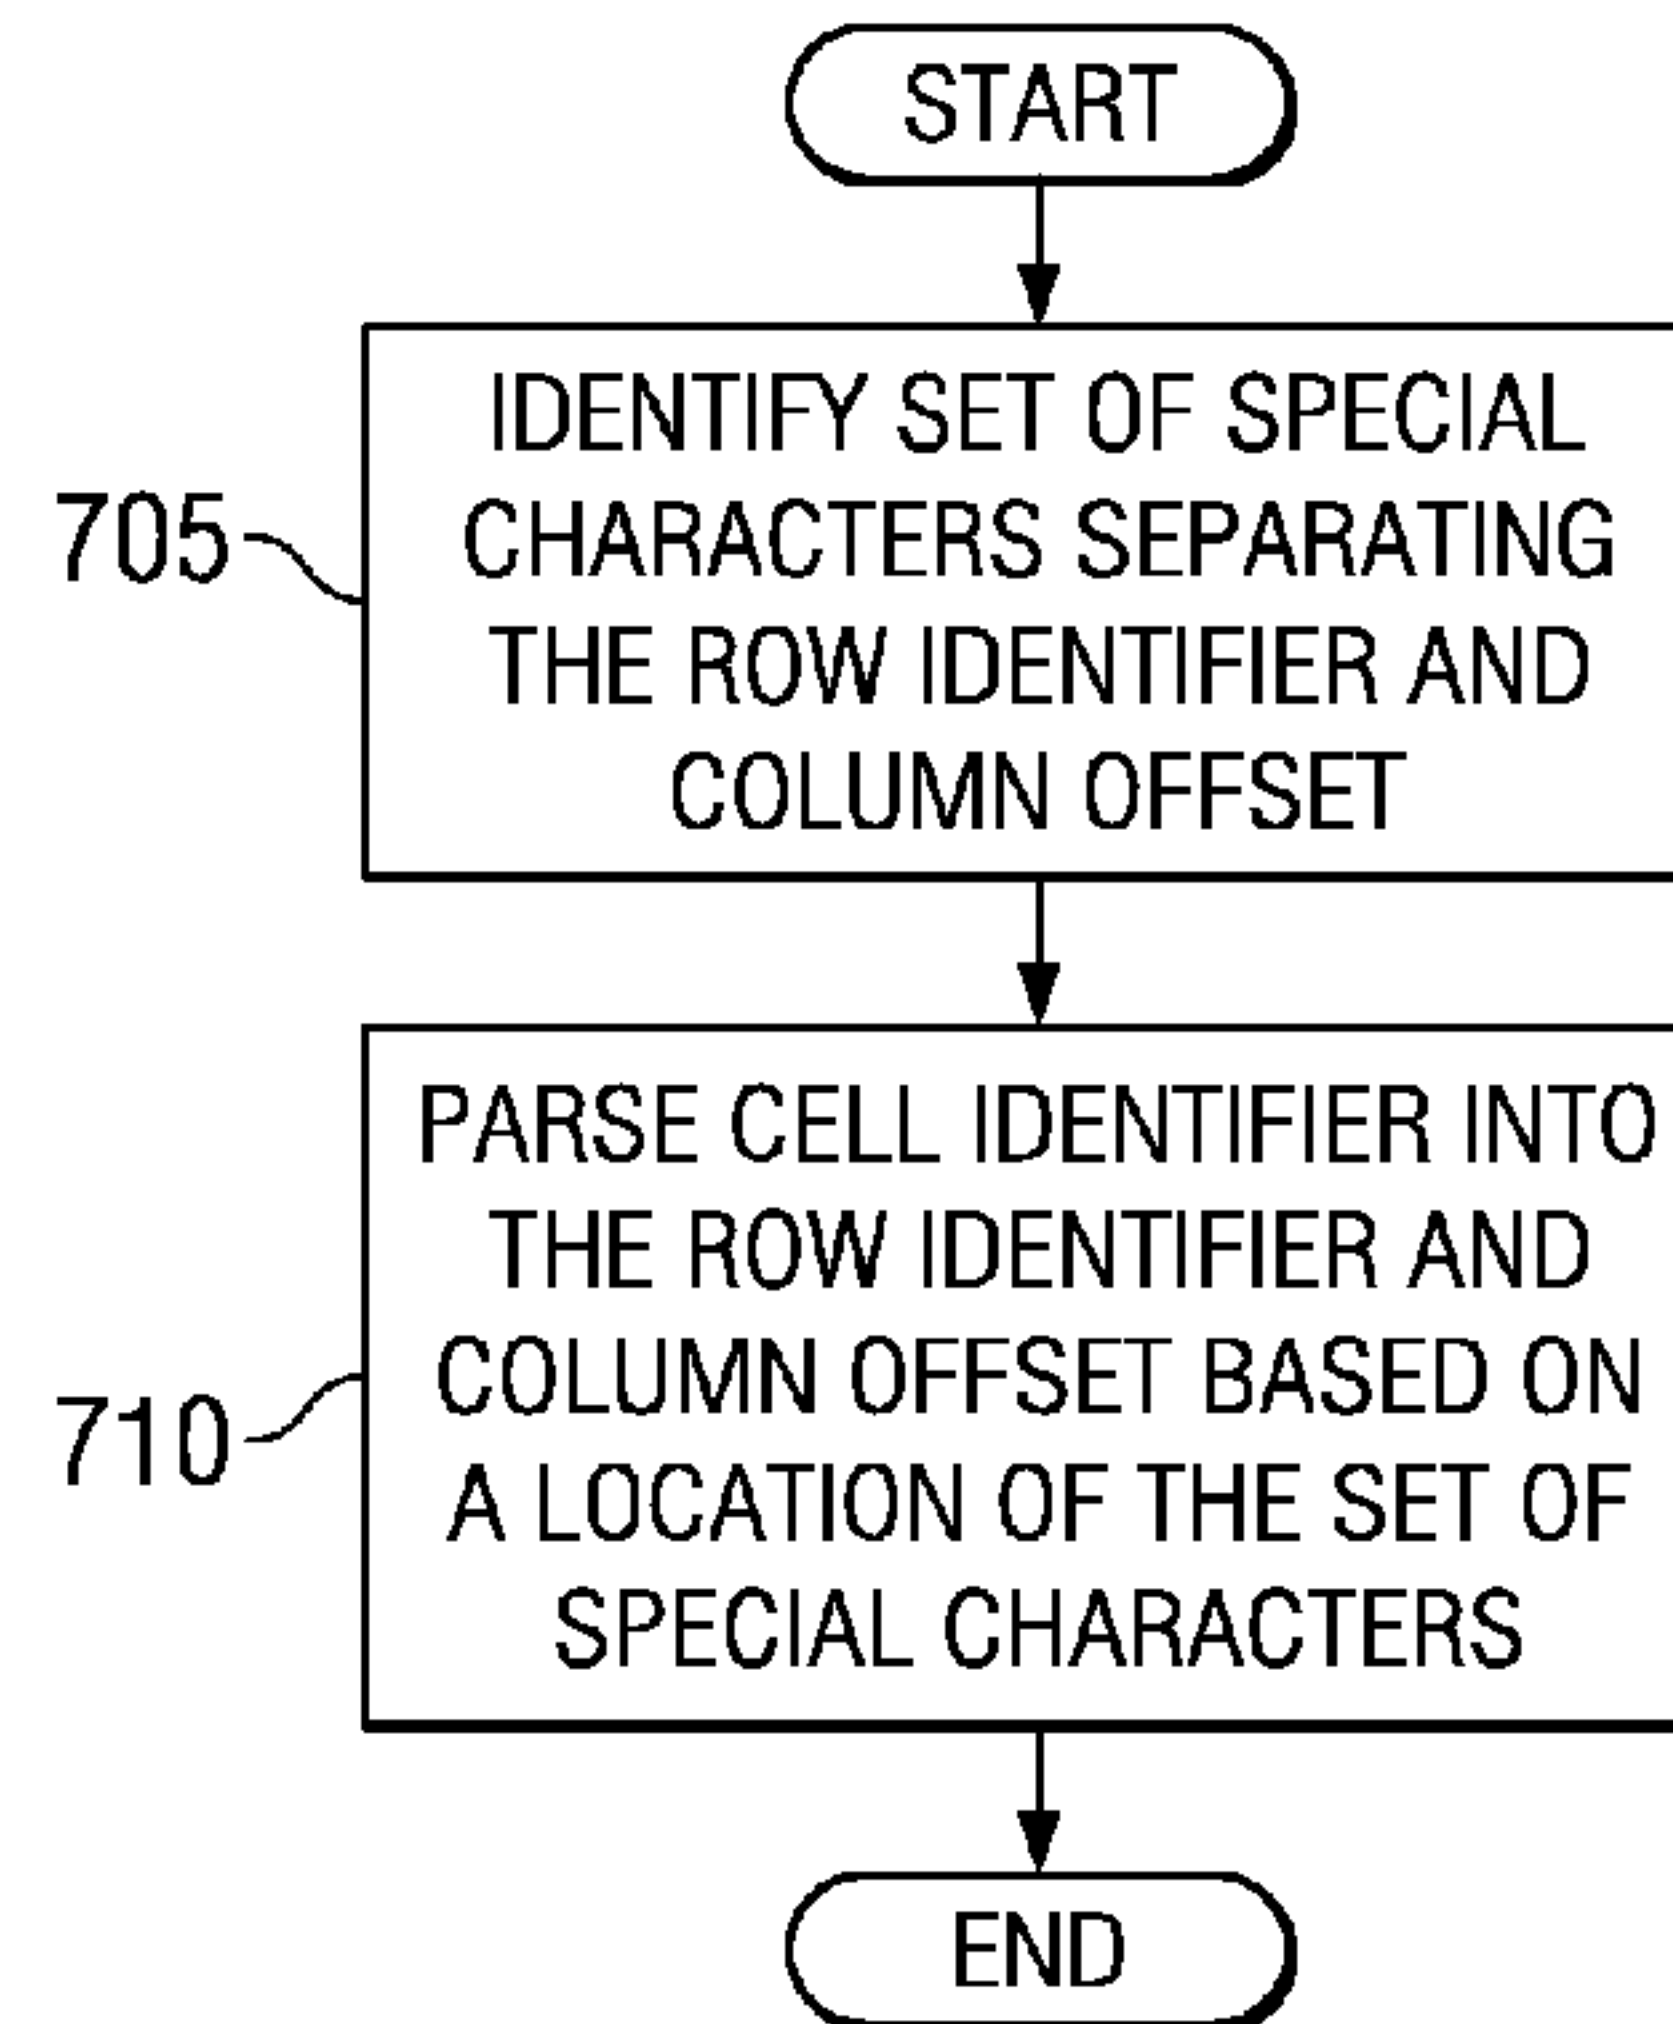 START
IDENTIFY SET OF SPECIAL
CHARACTERS SEPARATING
THE ROW IDENTIFIER AND
COLUMN OFFSET
705
PARSE CELL IDENTIFIER INTO
THE ROW IDENTIFIER AND
COLUMN OFFSET BASED ON
A LOCATION OF THE SET OF
SPECIAL CHARACTERS
710
END